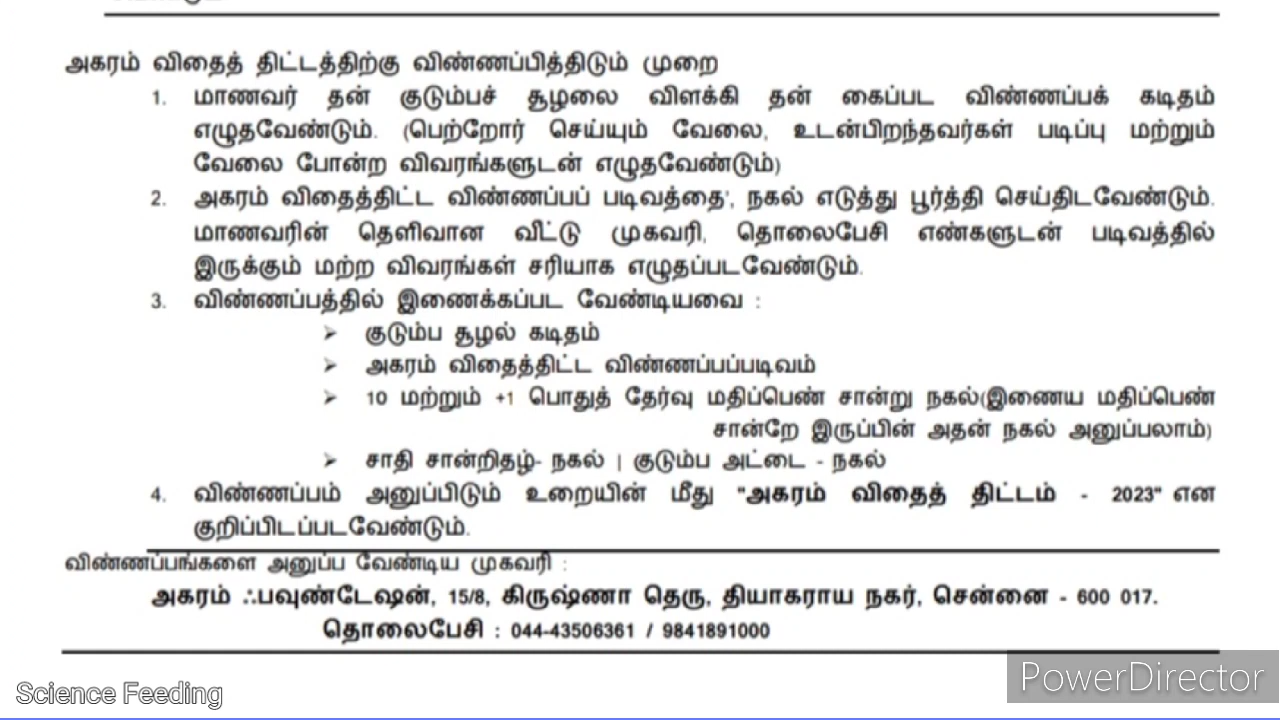 அகரம் விதைத் திட்டத்திற்கு விண்ணப்பித்திடும் முறை
1. மாணவர் தன் குடும்பச் சூழலை விளக்கி தன் கைப்பட விண்ணப்பக் கடிதம்
எழுதவேண்டும். (பெற்றோர் செய்யும் வேலை, உடன்பிறந்தவர்கள் படிப்பு மற்றும்
வேலை போன்ற விவரங்களுடன் எழுதவேண்டும்)
2. அகரம் விதைத்திட்ட விண்ணப்பப் படிவத்தை', நகல் எடுத்து பூர்த்தி செய்திடவேண்டும்.
மாணவரின் தெளிவான வீட்டு முகவரி, தொலைபேசி எண்களுடன் படிவத்தில்
இருக்கும் மற்ற விவரங்கள் சரியாக எழுதப்படவேண்டும்.
3. விண்ணப்பத்தில் இணைக்கப்பட வேண்டியவை :
➢ குடும்ப சூழல் கடிதம்
➢ அகரம் விதைத்திட்ட விண்ணப்பப்படிவம்
➢ 10 மற்றும் +1 பொதுத் தேர்வு மதிப்பெண் சான்று நகல்(இணைய மதிப்பெண்
சான்றே இருப்பின் அதன் நகல் அனுப்பலாம்)
➢ சாதி சான்றிதழ்- நகல் | குடும்ப அட்டை - நகல்
4. விண்ணப்பம் அனுப்பிடும் உறையின் மீது "அகரம் விதைத் திட்டம் - 2023" என
குறிப்பிடப்படவேண்டும்.
விண்ணப்பங்களை அனுப்ப வேண்டிய முகவரி :
அகரம் ஃபவுண்டேஷன், 15/8, கிருஷ்ணா தெரு, தியாகராய நகர், சென்னை - 600 017.
தொலைபேசி : 044-43506361 / 9841891000
Science Feeding
PowerDirector